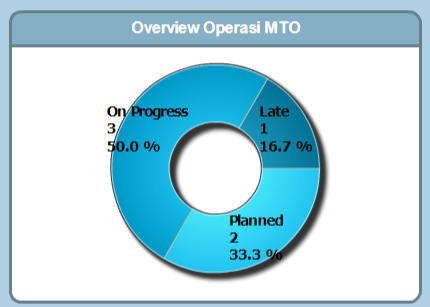 Overview Operasi MTO
On Progress
3
50.0 %
Late
1
16.7 %
Planned
2
33.3 %